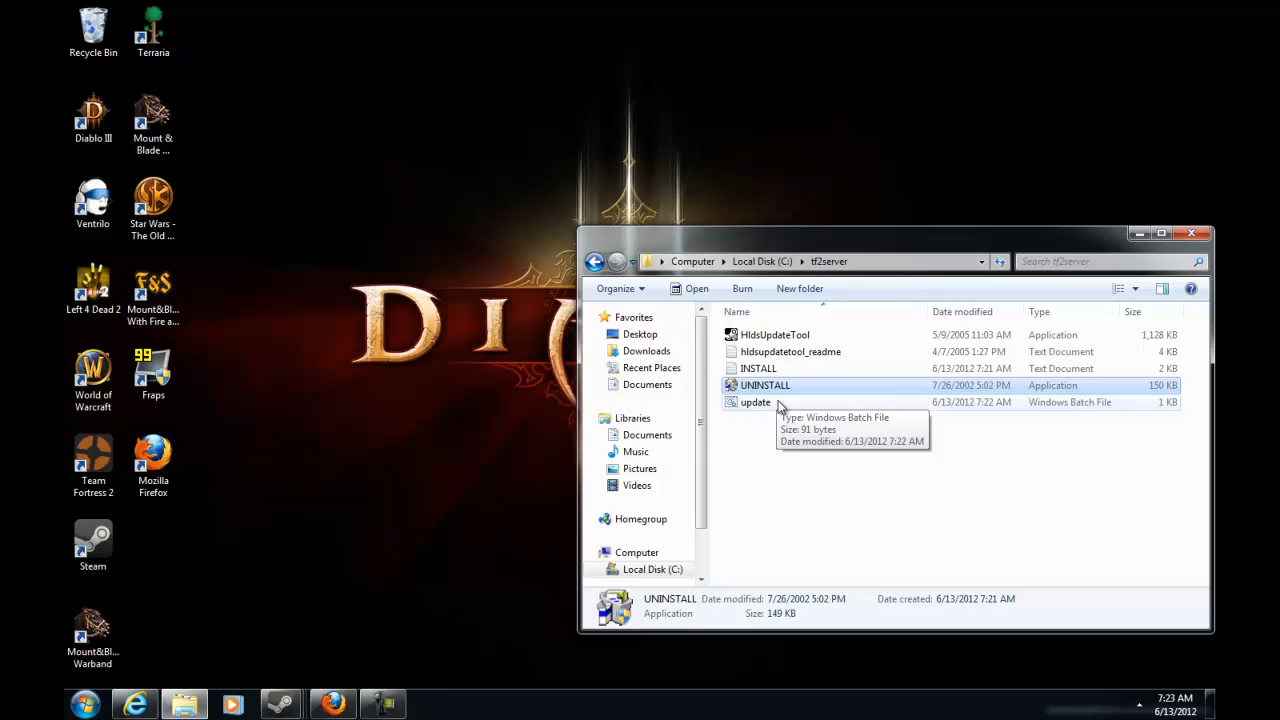 Recycle Bin
Terraria
Diablo III
Mount &
Blade ...
Ventrilo
Star Wars -
The Old ...
Left 4 Dead 2
Mount&Bl...
With Fire a...
World of
Warcraft
99
Fraps
Team
Fortress 2
Mozilla
Firefox
Steam
Mount&Bl...
Warband
DI
Computer
Local Disk (C:)
tf2server
Search tf2server
Organize
Open
Burn
New folder
Favorites
Desktop
Downloads
Recent Places
Documents
Libraries
Documents
Music
Pictures
Videos
Homegroup
Computer
Local Disk (C:)
Name Date modified Type Size
HldsUpdateTool 5/9/2005 11:03 AM Application 1,128 KB
hldsupdatetool_readme 4/7/2005 1:27 PM Text Document 4 KB
INSTALL 6/13/2012 7:21 AM Text Document 2 KB
UNINSTALL 7/26/2002 5:02 PM Application 150 KB
update 6/13/2012 7:22 AM Windows Batch File 1 KB
Type: Windows Batch File
Size: 91 bytes
Date modified: 6/13/2012 7:22 AM
UNINSTALL Date modified: 7/26/2002 5:02 PM Date created: 6/13/2012 7:21 AM
Application Size: 149 KB
7:23 AM
6/13/2012